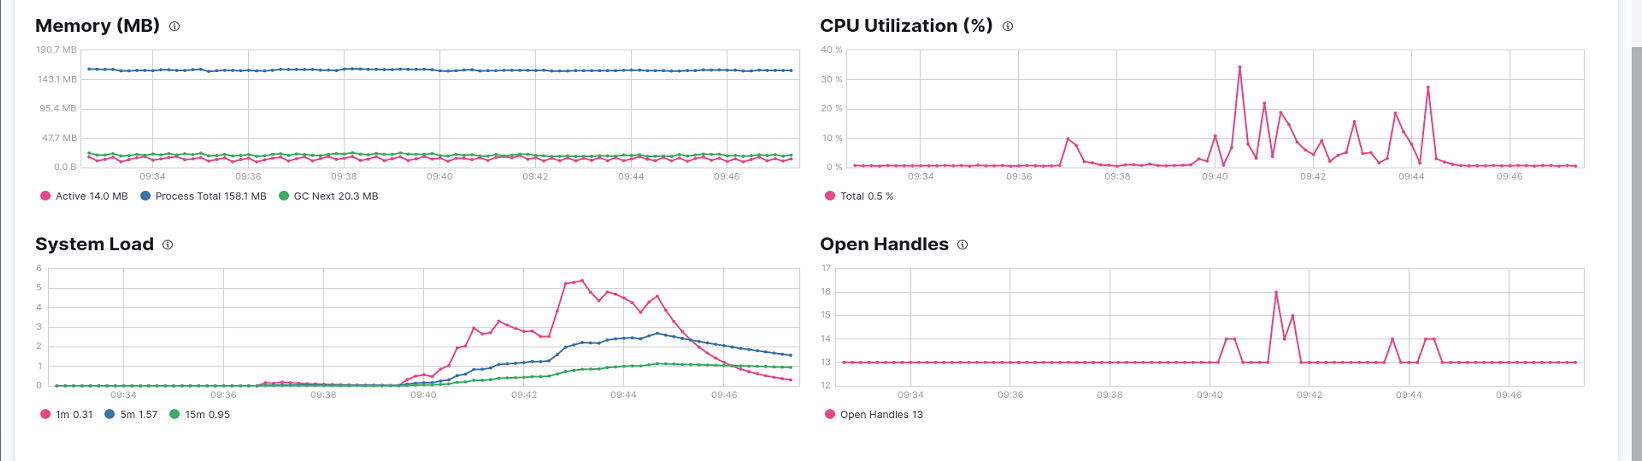 Memory (MB)
190.7 MB
143.1 MB
95.4 MB
47.7 MB
0.0 B
09:34 09:36 09:38 09:40 09:42 09:44 09:46
Active 14.0 MB Process Total 158.1 MB GC Next 20.3 MB
CPU Utilization (%)
40 %
30 %
20 %
10 %
0 %
09:34 09:36 09:38 09:40 09:42 09:44 09:46
Total 0.5 %
System Load
6
5
4
3
2
1
0
09:34 09:36 09:38 09:40 09:42 09:44 09:46
1m 0.31 5m 1.57 15m 0.95
Open Handles
17
16
15
14
13
12
09:34 09:36 09:38 09:40 09:42 09:44 09:46
Open Handles 13